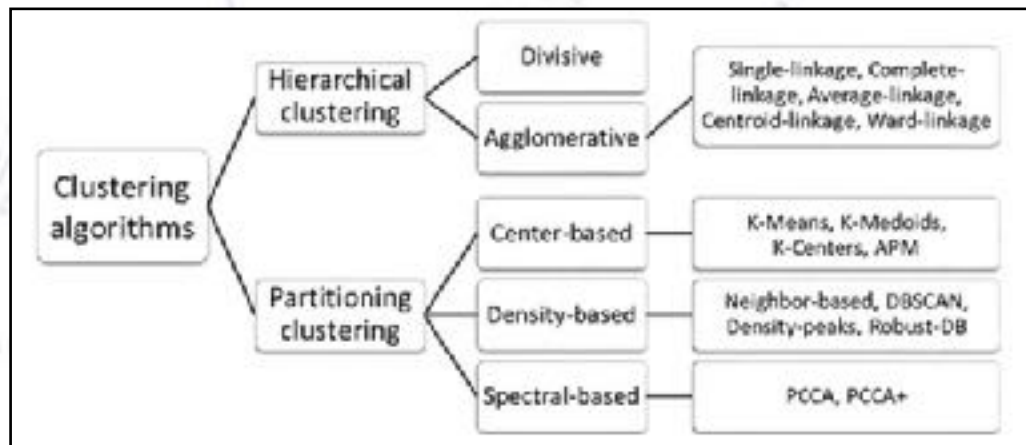 Clustering
algorithms
Hierarchical
clustering
Divisive
Agglomerative
Single-linkage, Complete-
linkage, Average-linkage,
Centroid-linkage, Ward-linkage
Partitioning
clustering
Center-based
K-Means, K-Medoids,
K-Centers, APM
Density-based
Neighbor-based, DBSCAN,
Density-peaks, Robust-DB
Spectral-based
PCCA, PCCA+